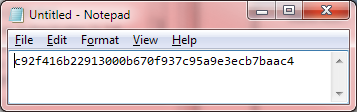 Untitled - Notepad
File Edit Format View Help
c92f416b22913000b670f937c95a9e3ecb7baac4